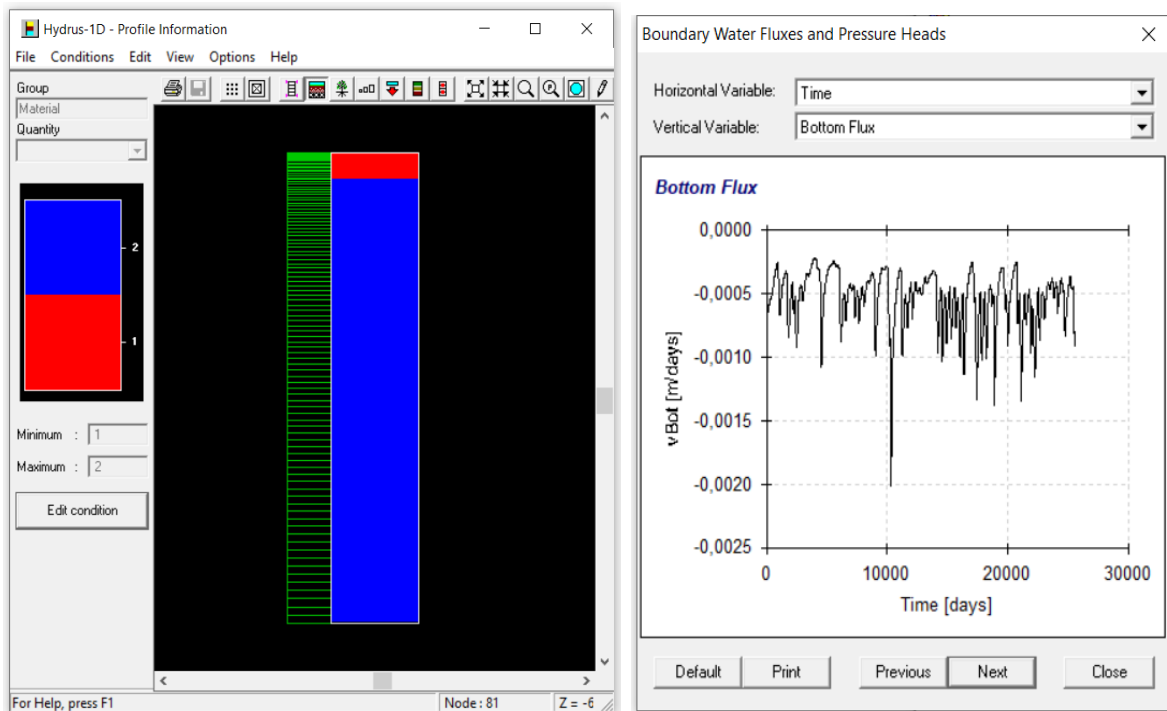 Hydrus-1D - Profile Information
File Conditions Edit View Options Help
Group
Material
Quantity
2
1
Minimum : 1
Maximum : 2
Edit condition
For Help, press F1
Node : 81
Z = -6
Boundary Water Fluxes and Pressure Heads
Horizontal Variable: Time
Vertical Variable: Bottom Flux
Bottom Flux
0,0000
-0,0005
-0,0010
-0,0015
-0,0020
-0,0025
vBot [m/days]
0 10000 20000 30000
Time [days]
Default Print Previous Next Close